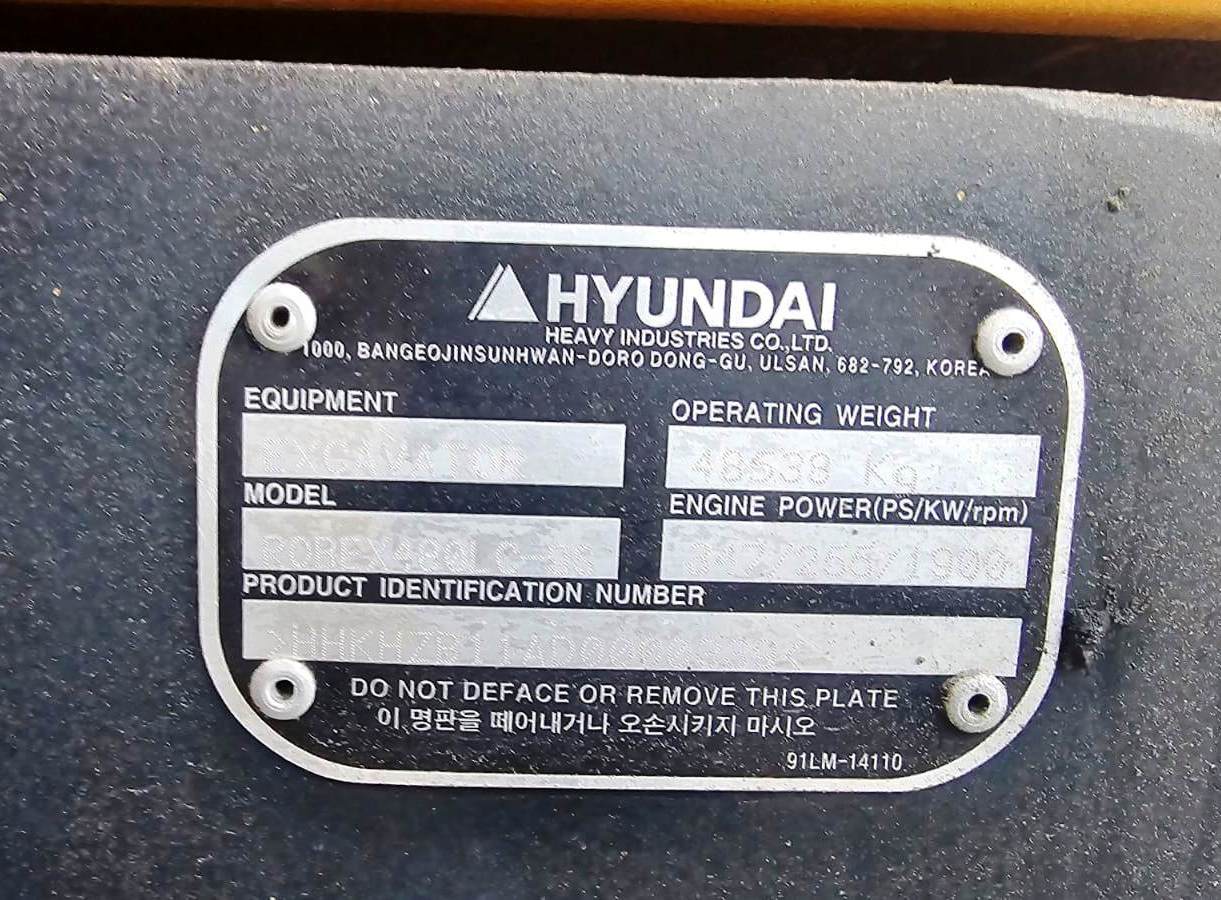 HYUNDAI
HEAVY INDUSTRIES CO.,LTD.
1000, BANGEOJINSUNHWAN-DORO DONG-GU, ULSAN, 682-792, KOREA
EQUIPMENT
EXCAVATOR
OPERATING WEIGHT
Kg
MODEL
ENGINE POWER(PS/KW/rpm)
PRODUCT IDENTIFICATION NUMBER
DO NOT DEFACE OR REMOVE THIS PLATE
이 명판을 떼어내거나 오손시키지 마시오
91LM-14110